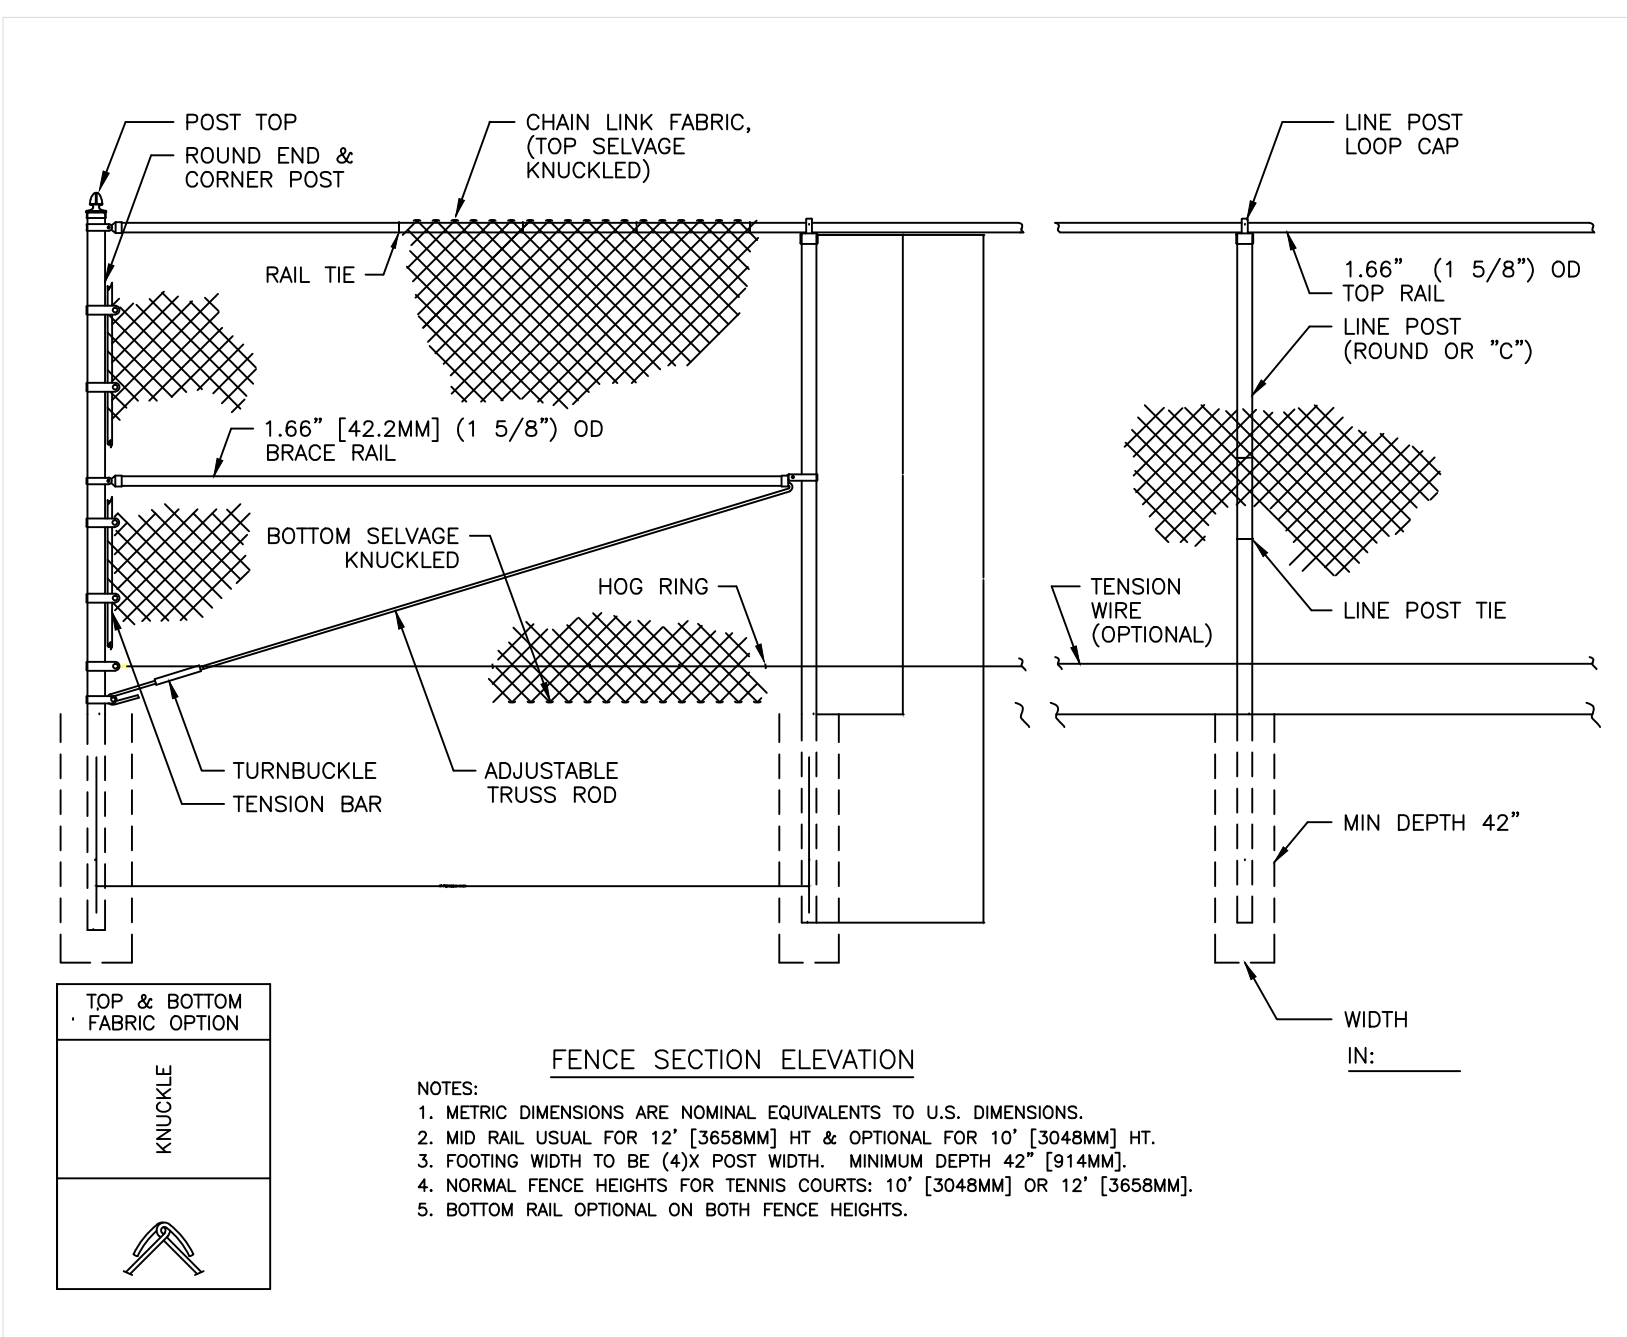 POST TOP
ROUND END &
CORNER POST
CHAIN LINK FABRIC,
(TOP SELVAGE
KNUCKLED)
LINE POST
LOOP CAP
RAIL TIE
1.66" (1 5/8") OD
TOP RAIL
LINE POST
(ROUND OR "C")
1.66" [42.2MM] (1 5/8") OD
BRACE RAIL
BOTTOM SELVAGE
KNUCKLED
HOG RING
TENSION
WIRE
(OPTIONAL)
LINE POST TIE
TURNBUCKLE
TENSION BAR
ADJUSTABLE
TRUSS ROD
MIN DEPTH 42"
WIDTH
IN:
TOP & BOTTOM
FABRIC OPTION
KNUCKLE
FENCE SECTION ELEVATION
NOTES:
1. METRIC DIMENSIONS ARE NOMINAL EQUIVALENTS TO U.S. DIMENSIONS.
2. MID RAIL USUAL FOR 12' [3658MM] HT & OPTIONAL FOR 10' [3048MM] HT.
3. FOOTING WIDTH TO BE (4)X POST WIDTH. MINIMUM DEPTH 42" [914MM].
4. NORMAL FENCE HEIGHTS FOR TENNIS COURTS: 10' [3048MM] OR 12' [3658MM].
5. BOTTOM RAIL OPTIONAL ON BOTH FENCE HEIGHTS.